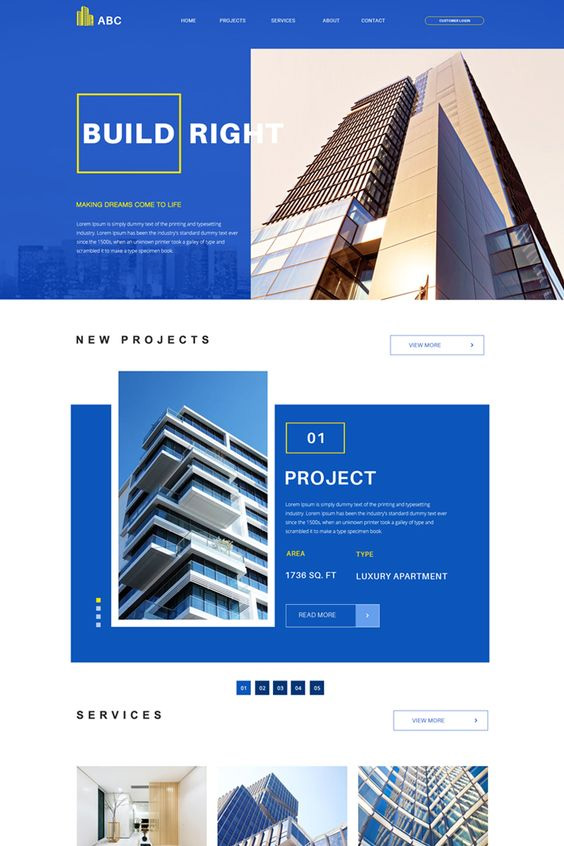 ABC
HOME PROJECTS SERVICES ABOUT CONTACT CUSTOMER LOGIN
BUILD RIGHT
MAKING DREAMS COME TO LIFE
Lorem Ipsum is simply dummy text of the printing and typesetting
industry. Lorem Ipsum has been the industry's standard dummy text ever
since the 1500s, when an unknown printer took a galley of type and
scrambled it to make a type specimen book.
NEW PROJECTS
VIEW MORE
01
PROJECT
Lorem Ipsum is simply dummy text of the printing and typesetting
industry. Lorem Ipsum has been the industry's standard dummy text ever
since the 1500s, when an unknown printer took a galley of type and
scrambled it to make a type specimen book.
AREA TYPE
1736 SQ. FT LUXURY APARTMENT
READ MORE
01 02 03 04 05
SERVICES
VIEW MORE